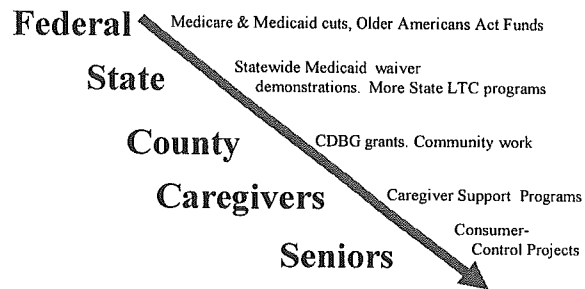 Federal Medicare & Medicaid cuts, Older Americans Act Funds
State Statewide Medicaid waiver
demonstrations. More State LTC programs
County CDBG grants. Community work
Caregivers Caregiver Support Programs
Seniors Consumer-
Control Projects